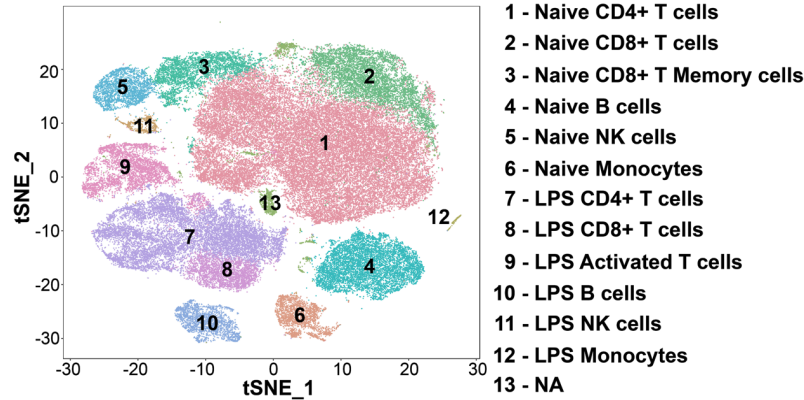 1 - Naive CD4+ T cells
2 - Naive CD8+ T cells
3 - Naive CD8+ T Memory cells
4 - Naive B cells
5 - Naive NK cells
6 - Naive Monocytes
7 - LPS CD4+ T cells
8 - LPS CD8+ T cells
9 - LPS Activated T cells
10 - LPS B cells
11 - LPS NK cells
12 - LPS Monocytes
13 - NA
tSNE_2
20
10
0
-10
-20
-30
3
2
5
11
1
9
13
12
7
8
4
10
6
-30
-20
-10
0
10
20
30
tSNE_1